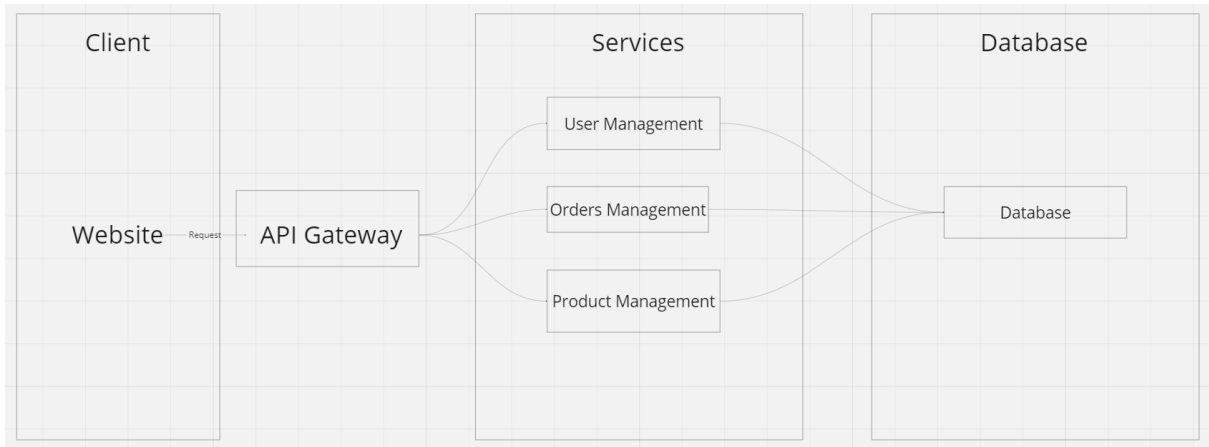 Client
Services
Database
User Management
Orders Management
Database
Website
Request
API Gateway
Product Management